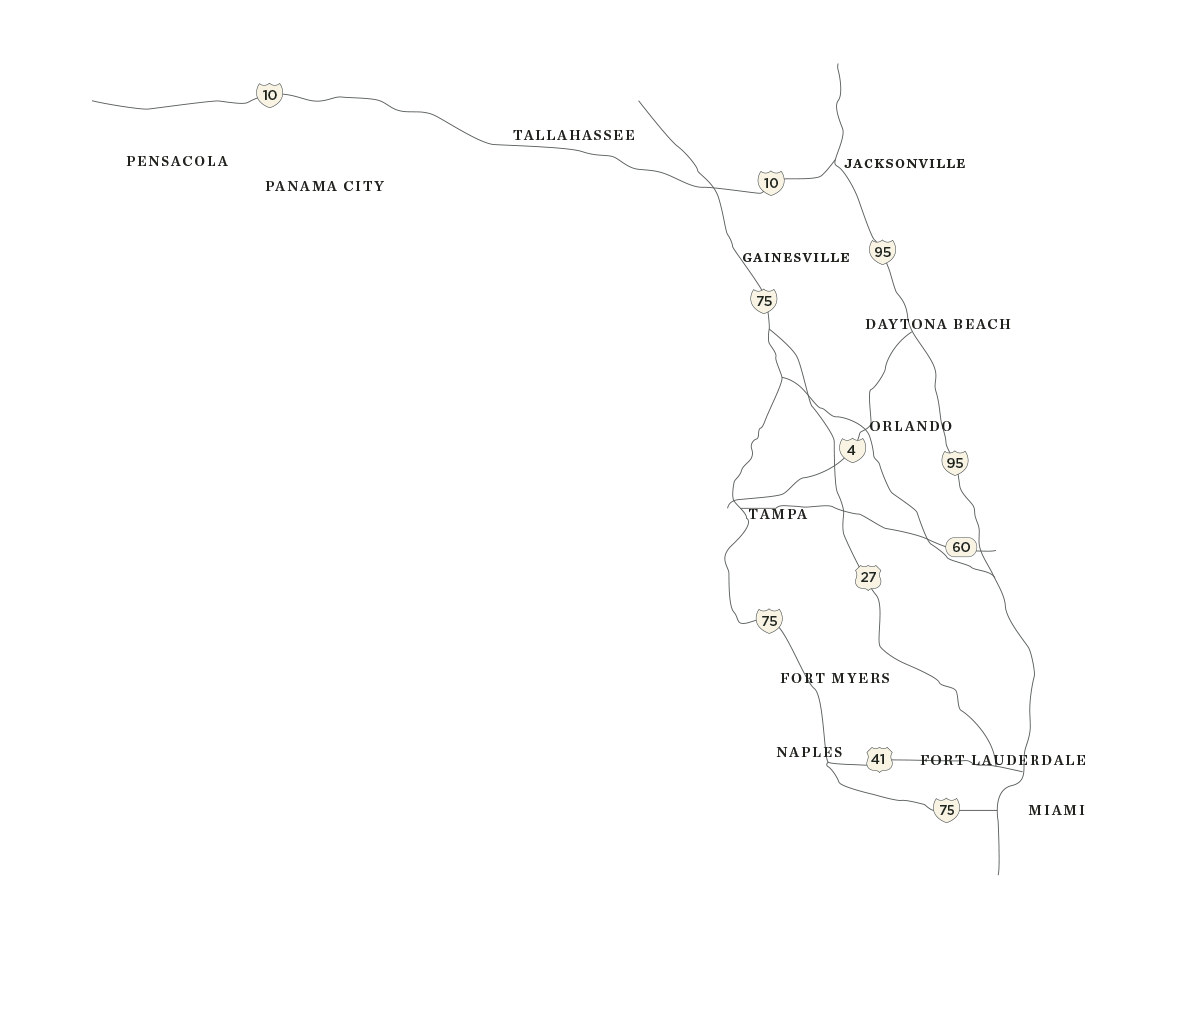 10
TALLAHASSEE
PENSACOLA
JACKSONVILLE
10
PANAMA CITY
95
GAINESVILLE
75
DAYTONA BEACH
ORLANDO
4
95
TAMPA
60
27
75
FORT MYERS
NAPLES
41
FORT LAUDERDALE
75
MIAMI